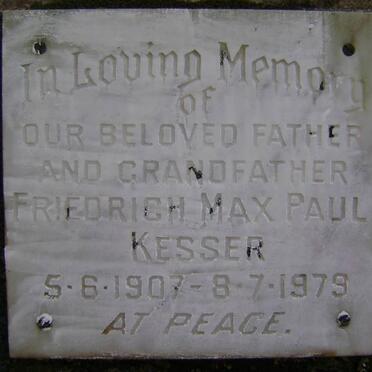 In Loving Memory
of
OUR BELOVED FATHER
AND GRANDFATHER
FRIEDRICH MAX PAUL
KESSER
5-6-1907-8-7-1979
AT PEACE.